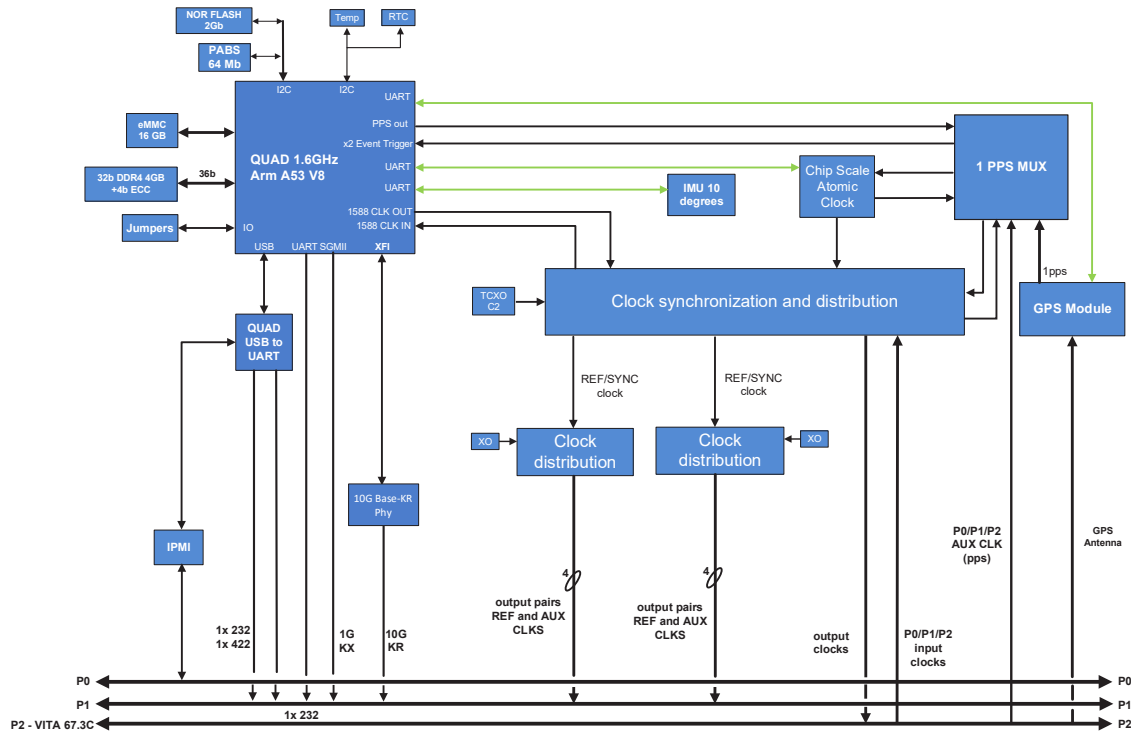 NOR FLASH
2Gb
Temp
RTC
PABS
64 Mb
I2C
I2C
UART
eMMC
16 GB
PPS out
x2 Event Trigger
QUAD 1.6GHz
Arm A53 V8
1 PPS MUX
32b DDR4 4GB
+4b ECC
36b
UART
UART
Chip Scale
Atomic
Clock
IMU 10
degrees
1588 CLK OUT
1588 CLK IN
Jumpers
IO
USB
UART
SGMII
XFI
1pps
TCXO
C2
Clock synchronization and distribution
GPS Module
QUAD
USB to
UART
REF/SYNC
clock
REF/SYNC
clock
XO
Clock
distribution
Clock
distribution
XO
10G Base-KR
Phy
IPMI
P0/P1/P2
AUX CLK
(pps)
GPS
Antenna
4
4
output pairs
REF and AUX
CLKS
output pairs
REF and AUX
CLKS
1x 232
1x 422
1G
KX
10G
KR
output
clocks
P0/P1/P2
input
clocks
P0
P0
P1
P1
1x 232
P2 - VITA 67.3C
P2